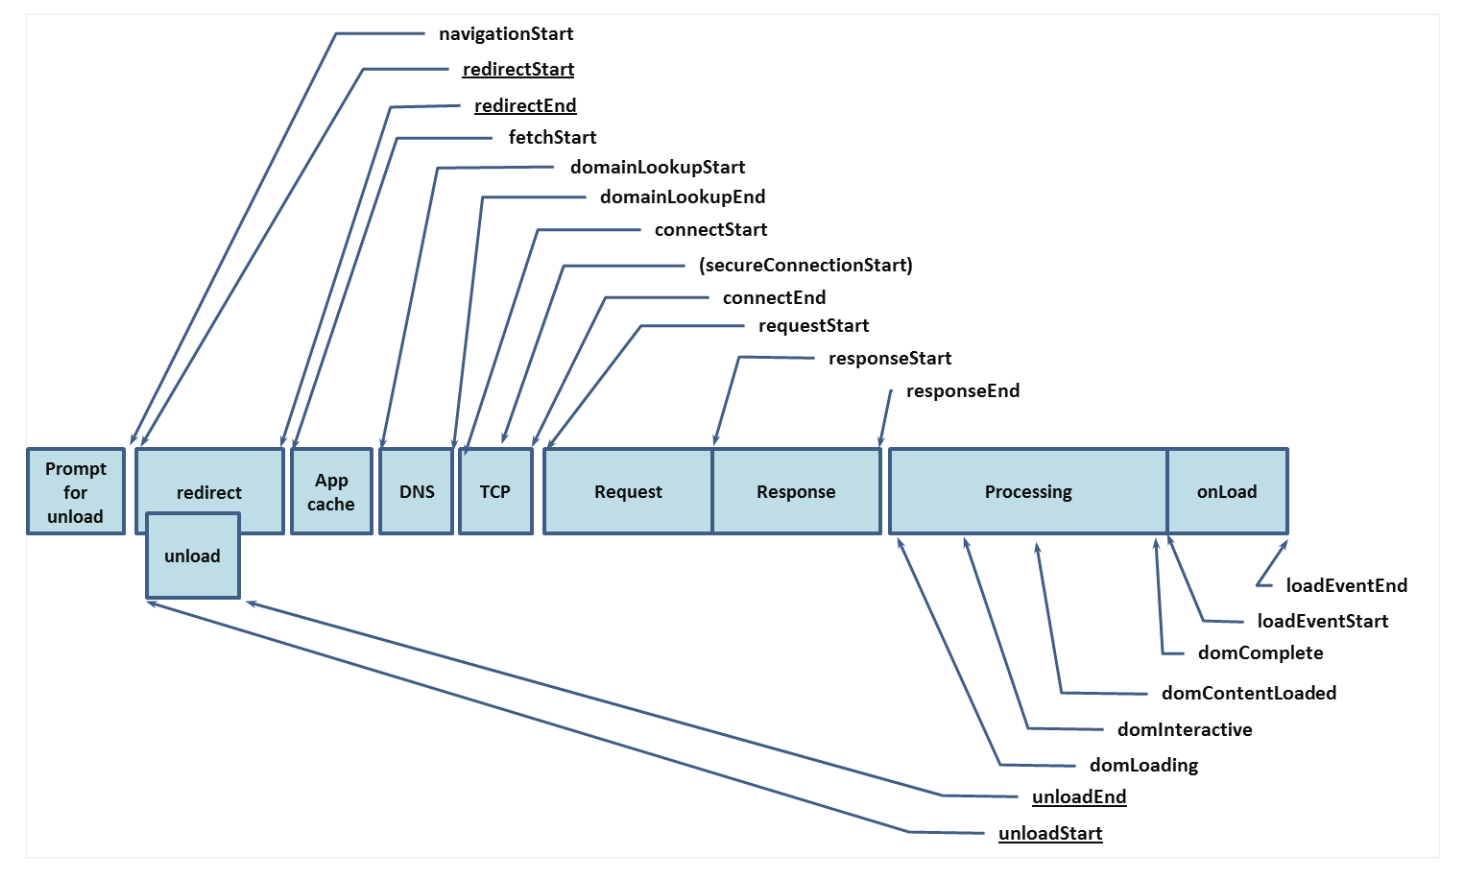 navigationStart
redirectStart
redirectEnd
fetchStart
domainLookupStart
domainLookupEnd
connectStart
(secureConnectionStart)
connectEnd
requestStart
responseStart
responseEnd
Prompt
for
unload
redirect
unload
App
cache
DNS
TCP
Request
Response
Processing
onLoad
loadEventEnd
loadEventStart
domComplete
domContentLoaded
domInteractive
domLoading
unloadEnd
unloadStart